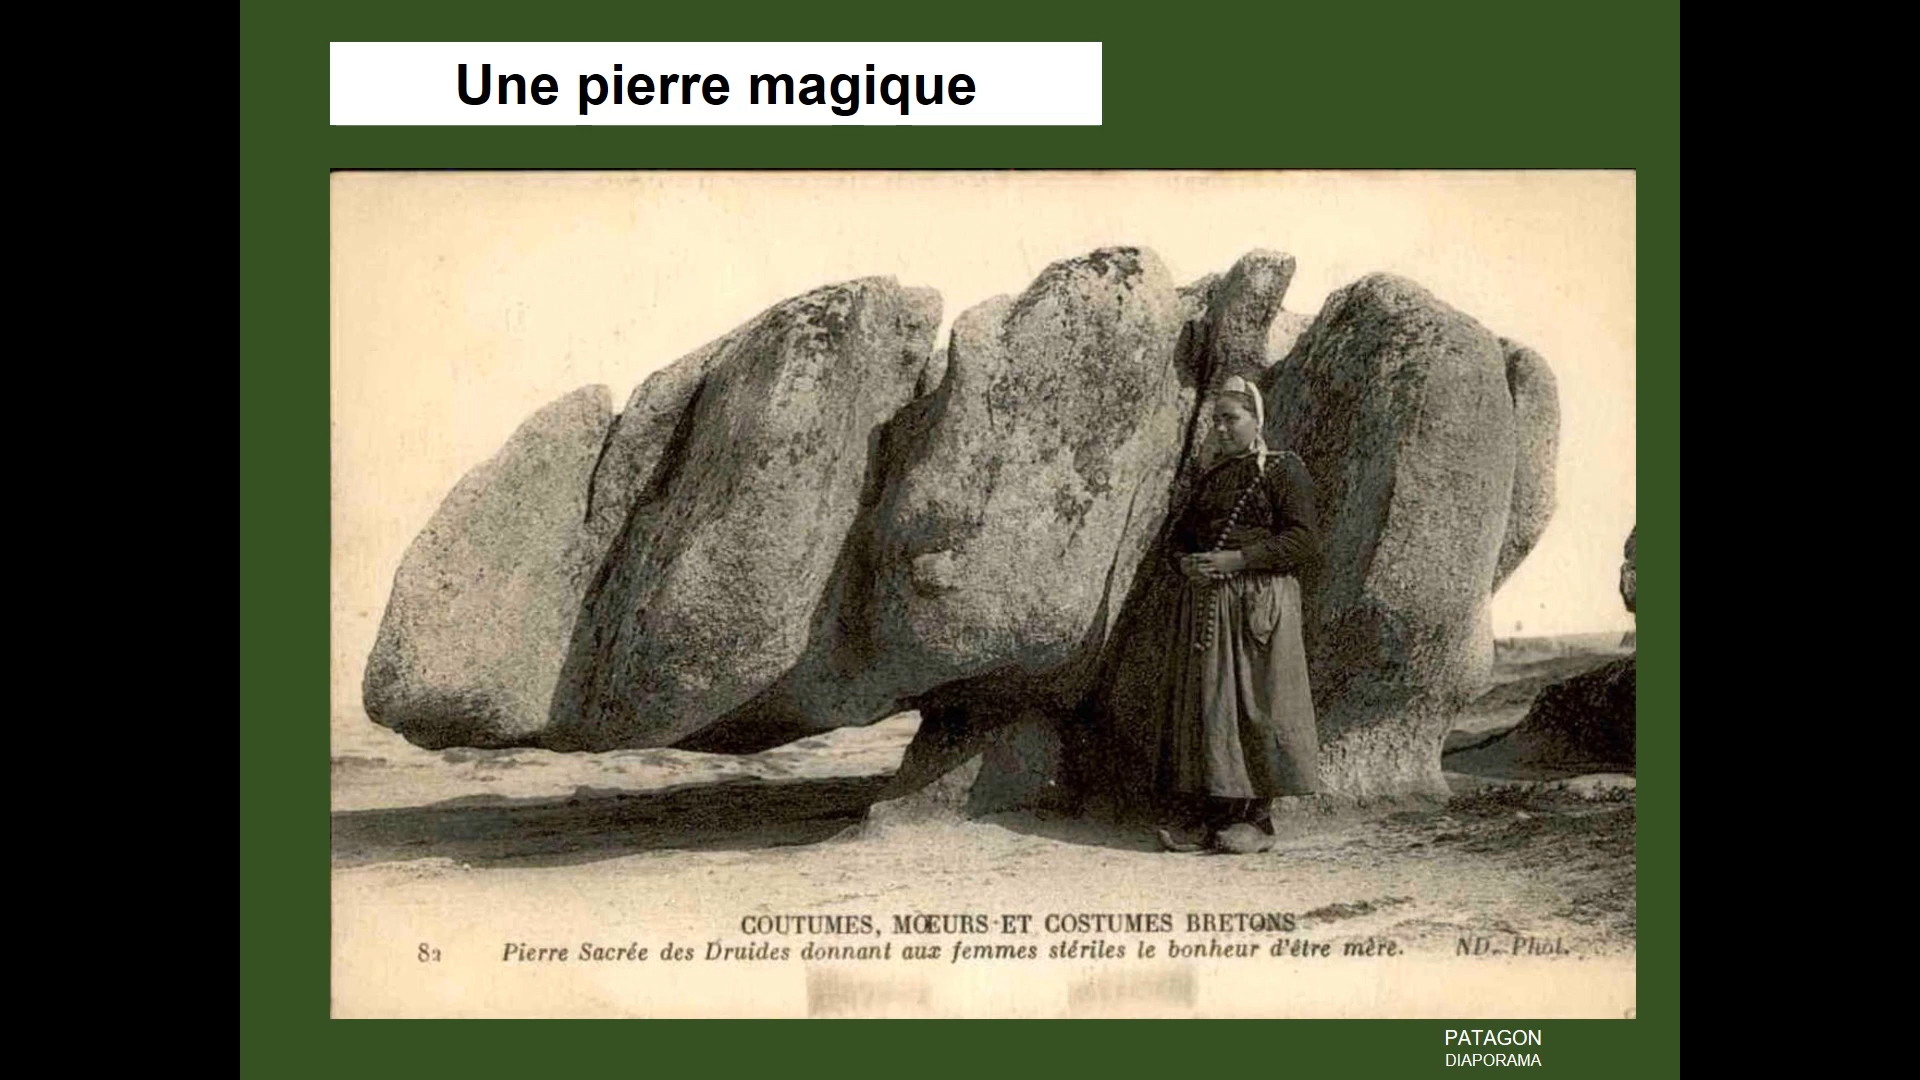 Une pierre magique
COUTUMES, MŒURS ET COSTUMES BRETONS
82 Pierre Sacrée des Druides donnant aux femmes stériles le bonheur d'être mère. ND. Phot.
PATAGON
DIAPORAMA